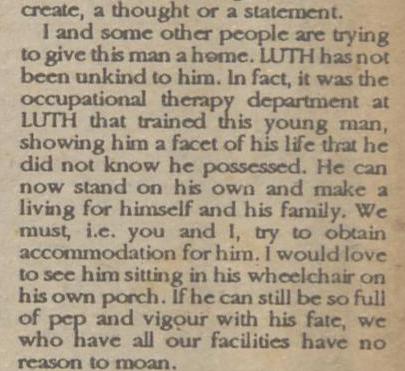 create, a thought or a statement.
I and some other people are trying
to give this man a home. LUTH has not
been unkind to him. In fact, it was the
occupational therapy department at
LUTH that trained this young man,
showing him a facet of his life that he
did not know he possessed. He can
now stand on his own and make a
living for himself and his family. We
must, i.e. you and I, try to obtain
accommodation for him. I would love
to see him sitting in his wheelchair on
his own porch. If he can still be so full
of pep and vigour with his fate, we
who have all our facilities have no
reason to moan.